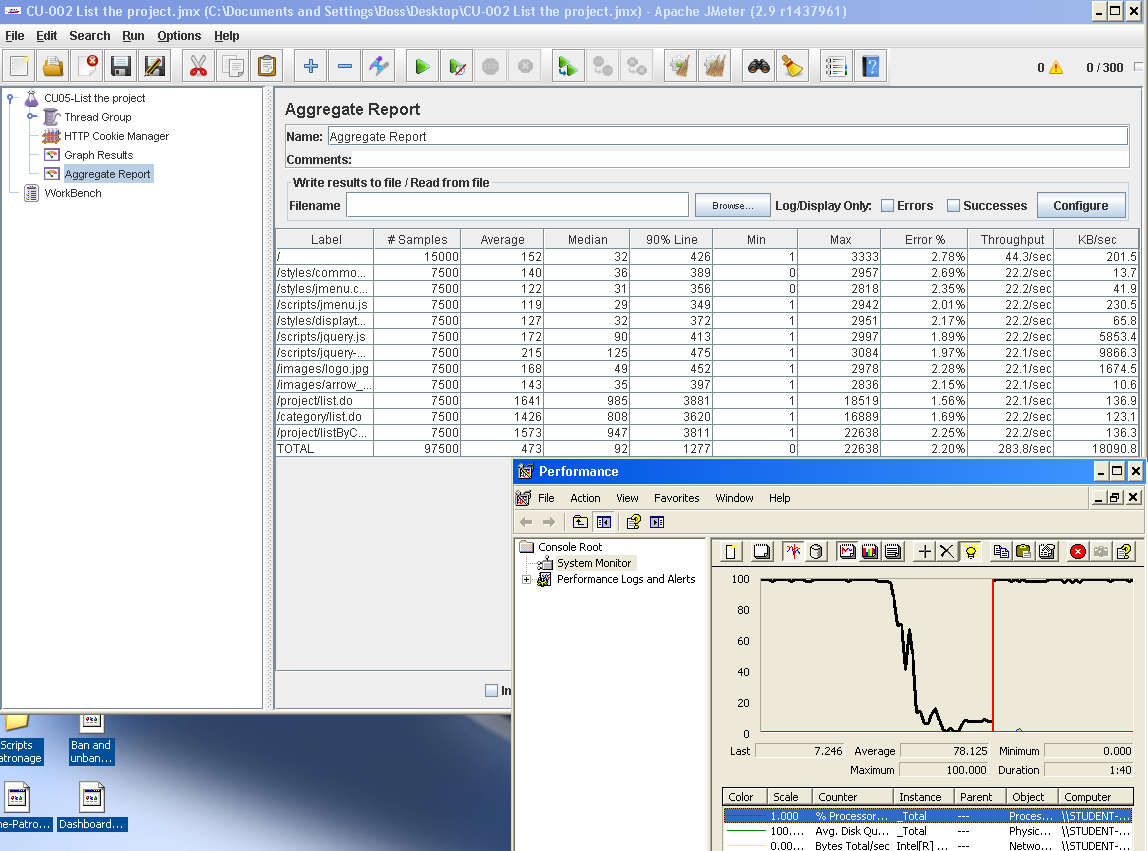 CU-002 List the project.jmx (C:\Documents and Settings\Boss\Desktop\CU-002 List the project.jmx) - Apache JMeter (2.9 r1437961)
File Edit Search Run Options Help
0 0 / 300
CU05-List the project
Thread Group
HTTP Cookie Manager
Graph Results
Aggregate Report
WorkBench
Aggregate Report
Name: Aggregate Report
Comments:
Write results to file / Read from file
Filename Browse... Log/Display Only: Errors Successes Configure
Label # Samples Average Median 90% Line Min Max Error % Throughput KB/sec
/ 15000 152 32 426 1 3333 2.78% 44.3/sec 201.5
/styles/commo... 7500 140 36 389 0 2957 2.69% 22.2/sec 13.7
/styles/jmenu.c... 7500 122 31 356 0 2818 2.35% 22.2/sec 41.9
/scripts/jmenu.js 7500 119 29 349 1 2942 2.01% 22.2/sec 230.5
/styles/displayt... 7500 127 32 372 1 2951 2.17% 22.2/sec 65.8
/scripts/jquery.js 7500 172 90 413 1 2997 1.89% 22.2/sec 5853.4
/scripts/jquery-... 7500 215 125 475 1 3084 1.97% 22.1/sec 9866.3
/images/logo.jpg 7500 168 49 452 1 2978 2.28% 22.1/sec 1674.5
/images/arrow_... 7500 143 35 397 1 2836 2.15% 22.1/sec 10.6
/project/list.do 7500 1641 985 3881 1 18519 1.56% 22.1/sec 136.9
/category/list.do 7500 1426 808 3620 1 16889 1.69% 22.2/sec 123.1
/project/listByC... 7500 1573 947 3811 1 22638 2.25% 22.1/sec 136.3
TOTAL 97500 473 92 1277 0 22638 2.20% 283.8/sec 18090.8
In
Performance
File Action View Favorites Window Help
Console Root
System Monitor
Performance Logs and Alerts
100
80
60
40
20
0
Last 7.246 Average 78.125 Minimum 0.000
Maximum 100.000 Duration 1:40
Color Scale Counter Instance Parent Object Computer
1.000 % Processor... _Total --- Proces... \\STUDENT-...
100.... Avg. Disk Qu... _Total --- Physic... \\STUDENT-...
0.00... Bytes Total/sec Intel[R] ... --- Netwo... \\STUDENT-...
Scripts
atronage
Ban and
unban...
ne-Patro...
Dashboard...